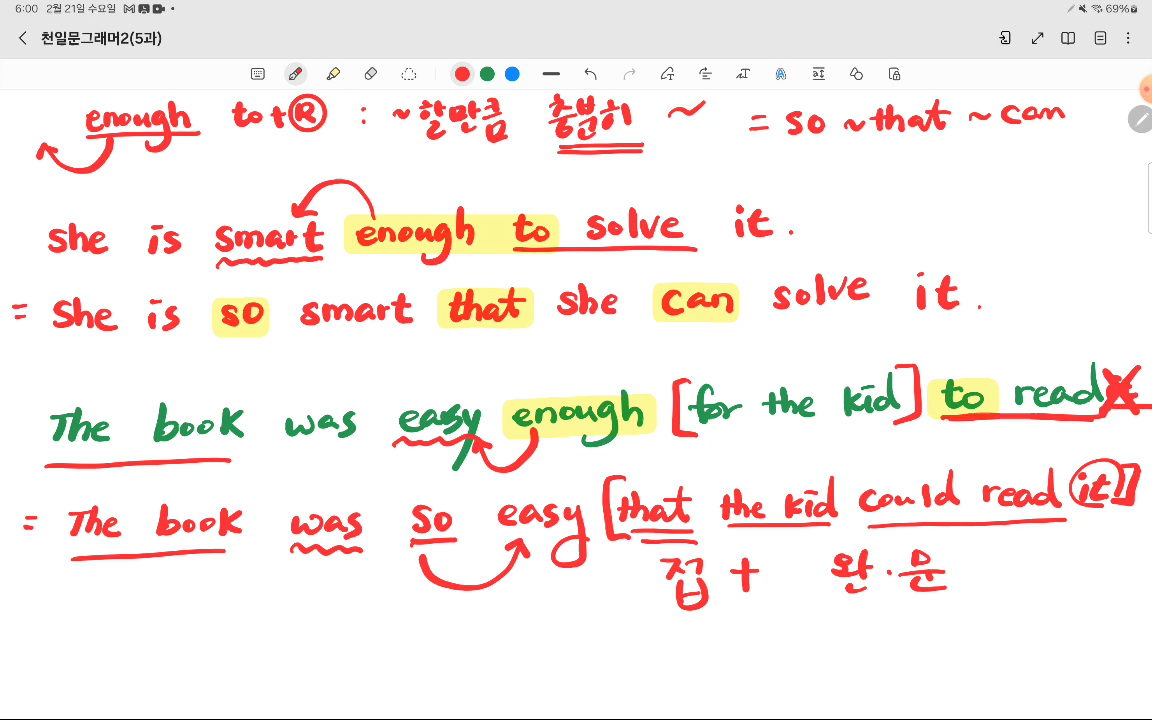 6:00 2월 21일 수요일 69%
천일문그래머2(5과)
enough to+R : ~할만큼 충분히 ~ = so ~that ~can
she is smart enough to solve it.
= She is so smart that she can solve it.
The book was easy enough [for the kid] to read
= The book was so easy [that the kid could read it]
접 + 완.문